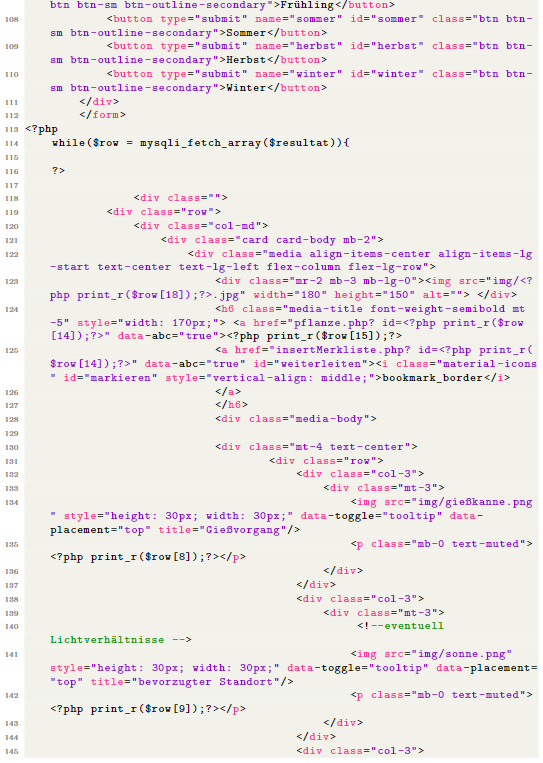 btn btn-sm btn-outline-secondary">Frühling</button>
108 <button type="submit" name="sommer" id="sommer" class="btn btn-
sm btn-outline-secondary">Sommer</button>
109 <button type="submit" name="herbst" id="herbst" class="btn btn-
sm btn-outline-secondary">Herbst</button>
110 <button type="submit" name="winter" id="winter" class="btn btn-
sm btn-outline-secondary">Winter</button>
111 </div>
112 </form>
113 <?php
114 while($row = mysqli_fetch_array($resultat)){
115
116 ?>
117
118 <div class="">
119 <div class="row">
120 <div class="col-md">
121 <div class="card card-body mb-2">
122 <div class="media align-items-center align-items-lg
-start text-center text-lg-left flex-column flex-lg-row">
123 <div class="mr-2 mb-3 mb-lg-0"><img src="img/<?
php print_r($row[18]);?>.jpg" width="180" height="150" alt=""> </div>
124 <h6 class="media-title font-weight-semibold mt
-5" style="width: 170px;"> <a href="pflanze.php? id=<?php print_r($row
[14]);?>" data-abc="true"><?php print_r($row[15]);?>
125 <a href="insertMerkliste.php? id=<?php print_r(
$row[14]);?>" data-abc="true" id="weiterleiten"><i class="material-icons
" id="markieren" style="vertical-align: middle;">bookmark_border</i>
126 </a>
127 </h6>
128 <div class="media-body">
129
130 <div class="mt-4 text-center">
131 <div class="row">
132 <div class="col-3">
133 <div class="mt-3">
134 <img src="img/gießkanne.png
" style="height: 30px; width: 30px;" data-toggle="tooltip" data-
placement="top" title="Gießvorgang"/>
135 <p class="mb-0 text-muted">
<?php print_r($row[8]);?></p>
136 </div>
137 </div>
138 <div class="col-3">
139 <div class="mt-3">
140 <!--eventuell
Lichtverhältnisse -->
141 <img src="img/sonne.png"
style="height: 30px; width: 30px;" data-toggle="tooltip" data-placement=
"top" title="bevorzugter Standort"/>
142 <p class="mb-0 text-muted">
<?php print_r($row[9]);?></p>
143 </div>
144 </div>
145 <div class="col-3">